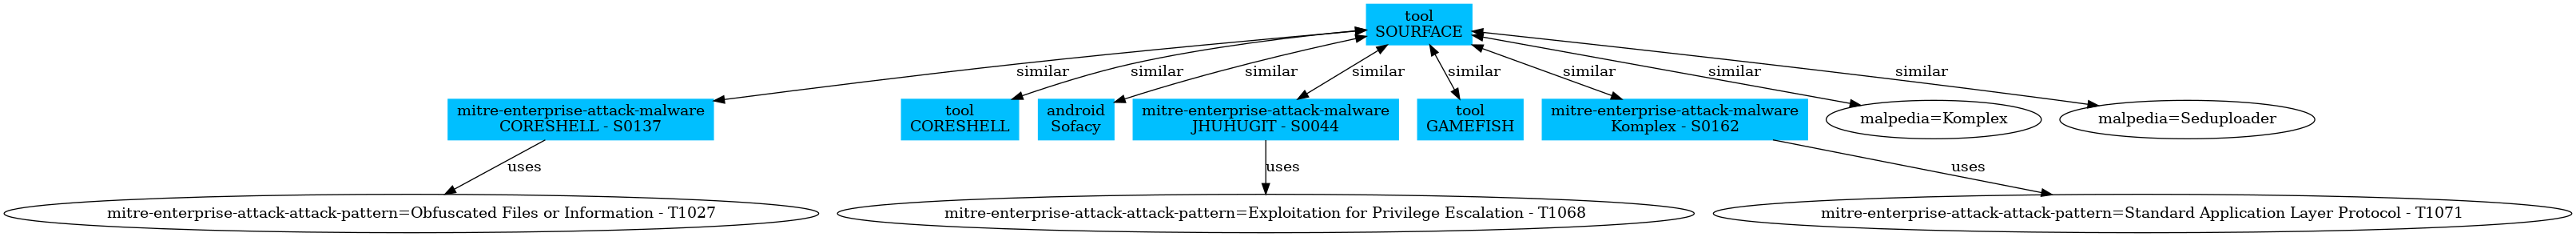 tool
SOURFACE
similar
similar
similar
similar
similar
similar
similar
similar
mitre-enterprise-attack-malware
CORESHELL - S0137
tool
CORESHELL
android
Sofacy
mitre-enterprise-attack-malware
JHUHUGIT - S0044
tool
GAMEFISH
mitre-enterprise-attack-malware
Komplex - S0162
malpedia=Komplex
malpedia=Seduploader
uses
uses
uses
mitre-enterprise-attack-attack-pattern=Obfuscated Files or Information - T1027
mitre-enterprise-attack-attack-pattern=Exploitation for Privilege Escalation - T1068
mitre-enterprise-attack-attack-pattern=Standard Application Layer Protocol - T1071